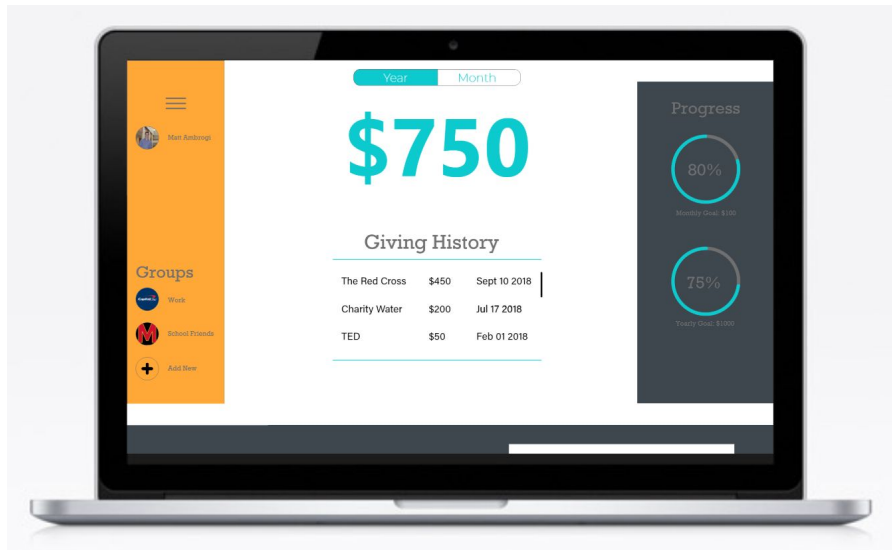 Year Month
$750
Matt Ambrogi
Giving History
The Red Cross $450 Sept 10 2018
Charity Water $200 Jul 17 2018
TED $50 Feb 01 2018
Groups
Work
School Friends
Add New
Progress
80%
Monthly Goal: $100
75%
Yearly Goal: $1000